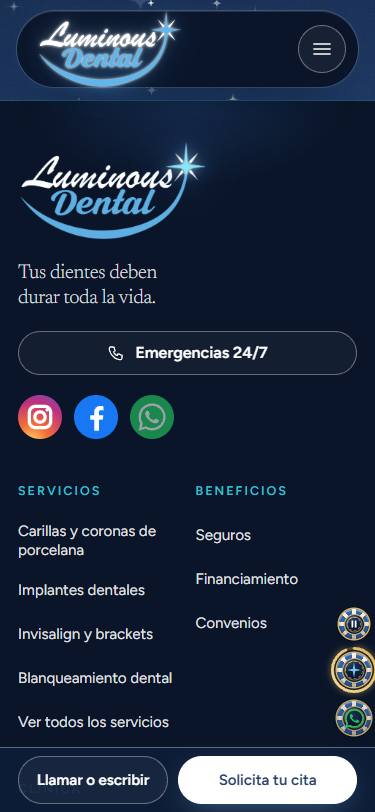 Luminous
Dental
Luminous
Dental
Tus dientes deben
durar toda la vida.
Emergencias 24/7
SERVICIOS
BENEFICIOS
Carillas y coronas de
porcelana
Seguros
Implantes dentales
Financiamiento
Invisalign y brackets
Convenios
Blanqueamiento dental
Ver todos los servicios
Llamar o escribir
Solicita tu cita